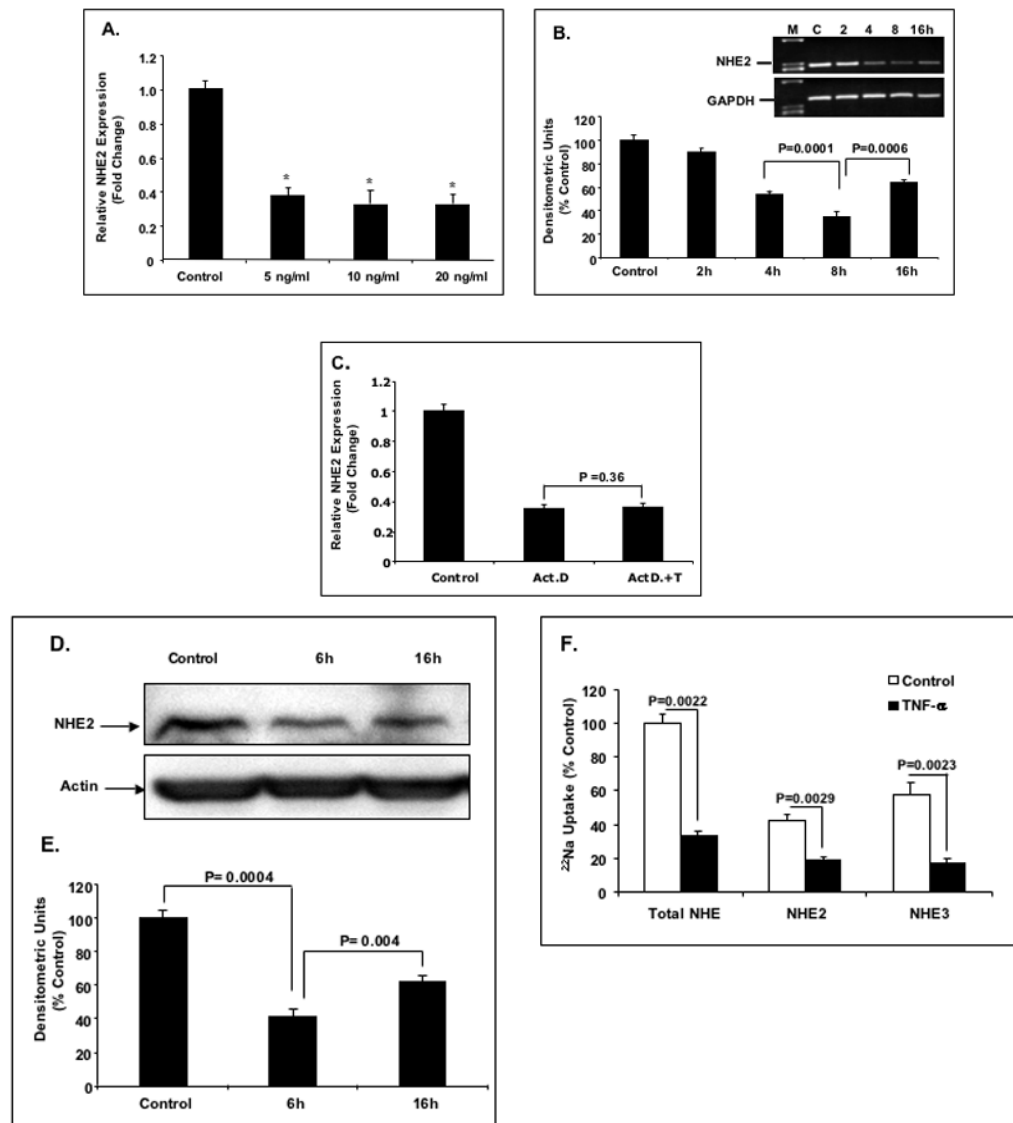 A.
Relative NHE2 Expression
(Fold Change)
1.2
1.0
0.8
0.6
0.4
0.2
0
*
*
*
Control 5 ng/ml 10 ng/ml 20 ng/ml
B.
M C 2 4 8 16h
NHE2
GAPDH
Densitometric Units
(% Control)
120
100
80
60
40
20
0
P=0.0001 P=0.0006
Control 2h 4h 8h 16h
C.
Relative NHE2 Expression
(Fold Change)
1.2
1
0.8
0.6
0.4
0.2
0
P =0.36
Control Act.D ActD.+T
D.
Control 6h 16h
NHE2
Actin
E.
Densitometric Units
(% Control)
120
100
80
60
40
20
0
P= 0.0004
P= 0.004
Control 6h 16h
F.
Control
TNF-α
22Na Uptake (% Control)
120
100
80
60
40
20
0
P=0.0022
P=0.0029
P=0.0023
Total NHE NHE2 NHE3